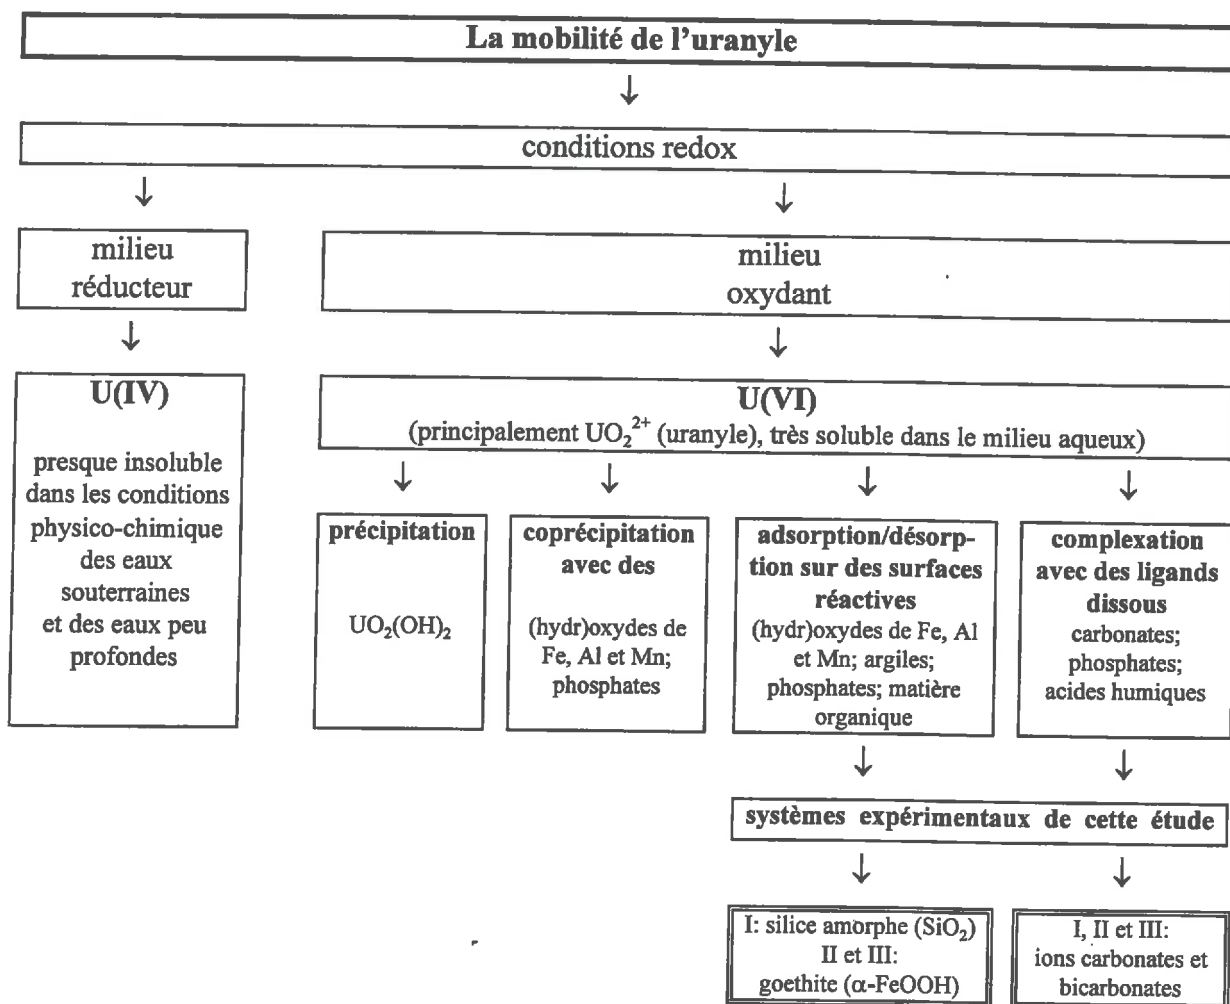 La mobilité de l'uranyle
↓
conditions redox
↓ ↓
milieu
réducteur
milieu
oxydant
↓ ↓
U(IV)
presque insoluble
dans les conditions
physico-chimique
des eaux
souterraines
et des eaux peu
profondes
U(VI)
(principalement UO₂²⁺ (uranyle), très soluble dans le milieu aqueux)
↓ ↓ ↓ ↓
précipitation
UO₂(OH)₂
coprécipitation
avec des
(hydr)oxydes de
Fe, Al et Mn;
phosphates
adsorption/désorp-
tion sur des surfaces
réactives
(hydr)oxydes de Fe, Al
et Mn; argiles;
phosphates; matière
organique
complexation
avec des ligands
dissous
carbonates;
phosphates;
acides humiques
↓ ↓
systèmes expérimentaux de cette étude
↓ ↓
I: silice amorphe (SiO₂)
II et III:
goethite (α-FeOOH)
I, II et III:
ions carbonates et
bicarbonates